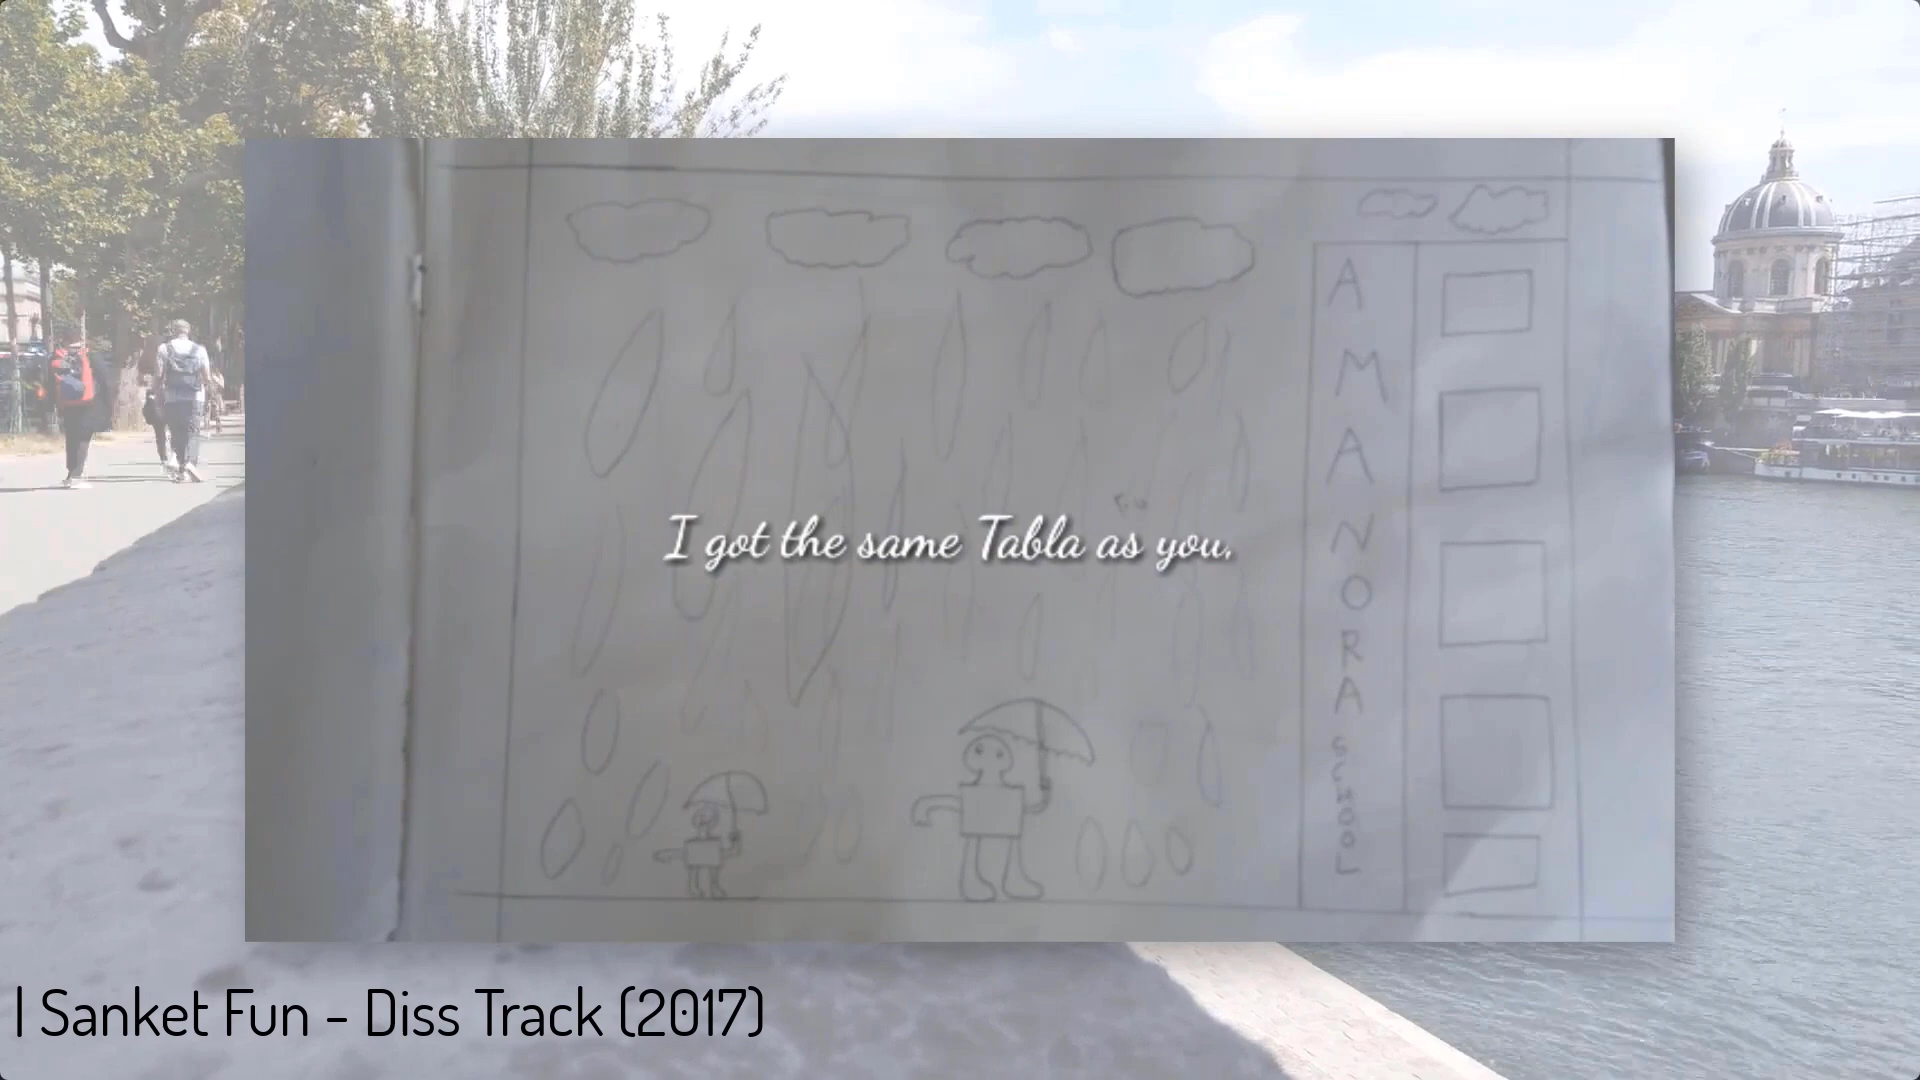 AMANORA SCHOOL
I got the same Tabla as you.
| Sanket Fun - Diss Track (2017)